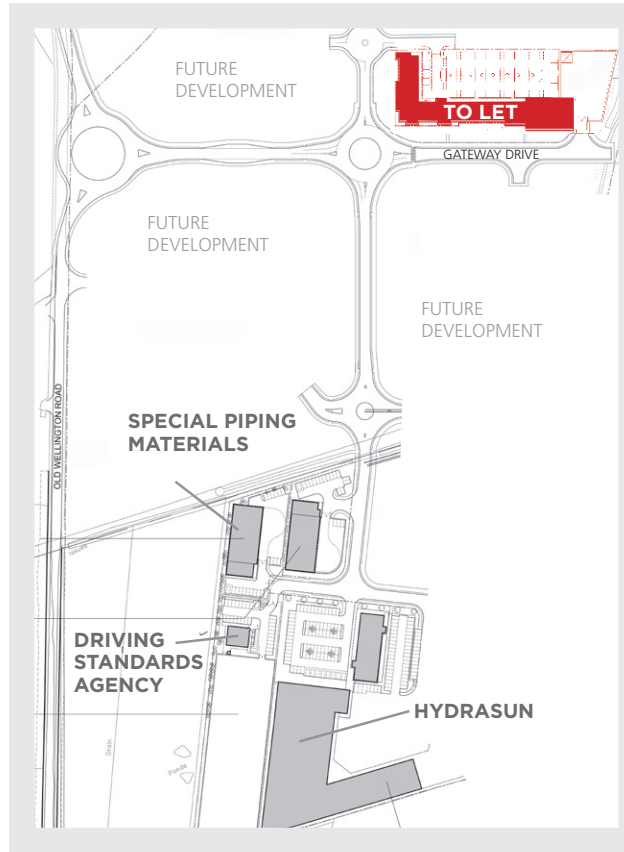 FUTURE
DEVELOPMENT
TO LET
GATEWAY DRIVE
FUTURE
DEVELOPMENT
FUTURE
DEVELOPMENT
OLD WELLINGTON ROAD
SPECIAL PIPING
MATERIALS
Issues
DRIVING
STANDARDS
AGENCY
HYDRASUN
Drain
Ponds